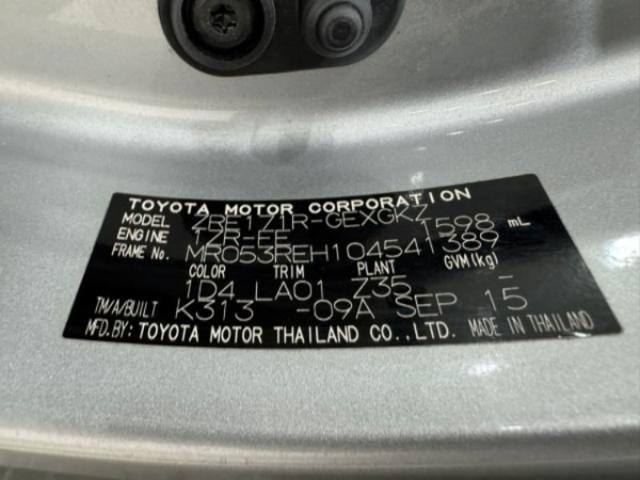 TOYOTA MOTOR CORPORATION
MODEL ZRE171R-GEXGKZ
ENGINE 1ZR-FE 1598 mL
FRAME No. MR053REH104541389
COLOR TRIM PLANT GVM(kg)
1D4 LA01 Z35 -
TM/A/BUILT K313 -09A SEP 15
MFD.BY: TOYOTA MOTOR THAILAND CO.,LTD. MADE IN THAILAND